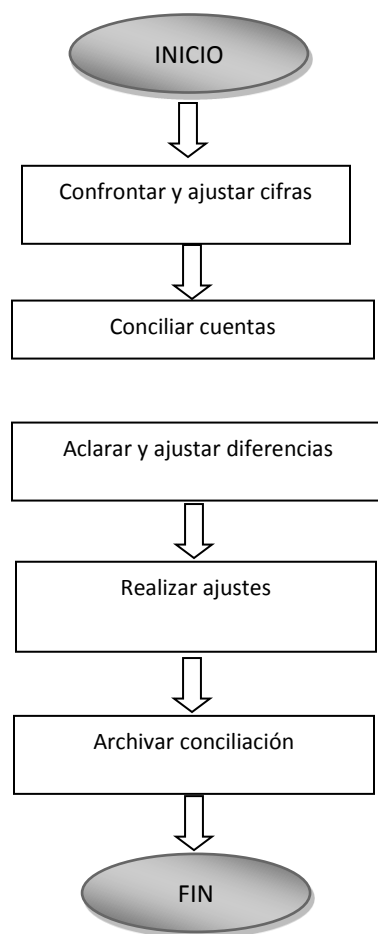 INICIO
Confrontar y ajustar cifras
Conciliar cuentas
Aclarar y ajustar diferencias
Realizar ajustes
Archivar conciliación
FIN